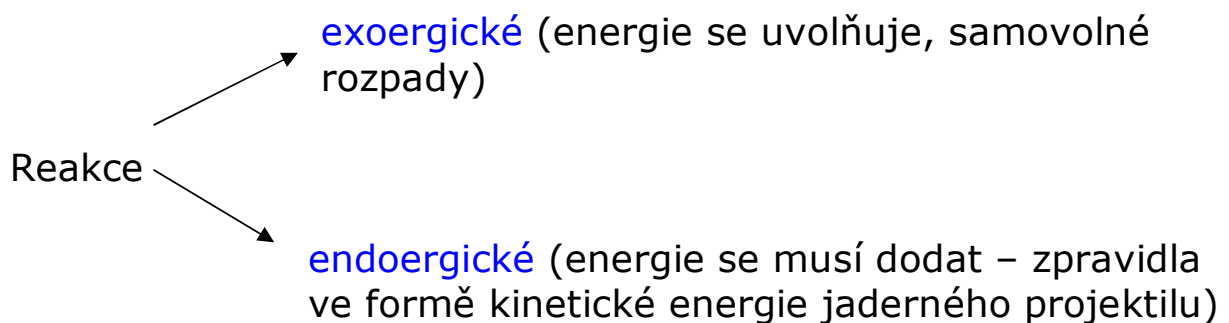 exoergické (energie se uvolňuje, samovolné
rozpady)
Reakce
endoergické (energie se musí dodat – zpravidla
ve formě kinetické energie jaderného projektilu)